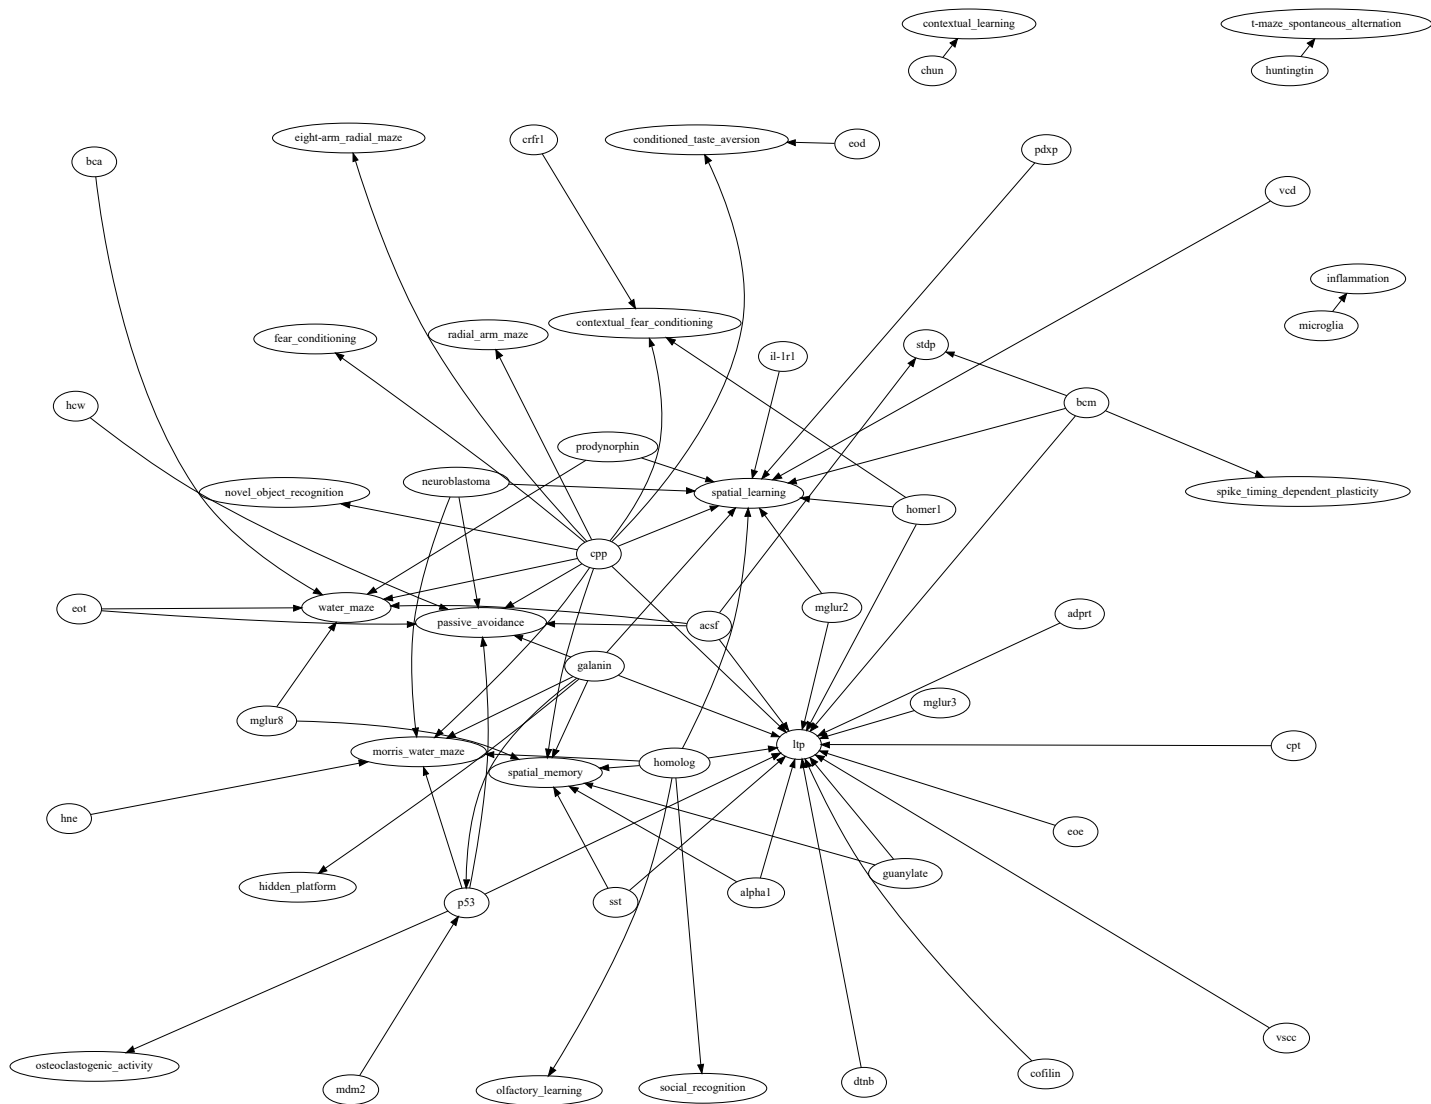 contextual_learning
t-maze_spontaneous_alternation
chun
huntingtin
eight-arm_radial_maze
crfr1
conditioned_taste_aversion
eod
pdxp
bca
vcd
inflammation
microglia
contextual_fear_conditioning
radial_arm_maze
fear_conditioning
stdp
il-1r1
bcm
hcw
prodynorphin
neuroblastoma
novel_object_recognition
spatial_learning
spike_timing_dependent_plasticity
homer1
cpp
eot
water_maze
passive_avoidance
acsf
mglur2
adprt
galanin
mglur3
mglur8
ltp
cpt
morris_water_maze
homolog
spatial_memory
hne
eoe
guanylate
hidden_platform
alpha1
p53
sst
vscc
osteoclastogenic_activity
cofilin
dtnb
social_recognition
mdm2
olfactory_learning